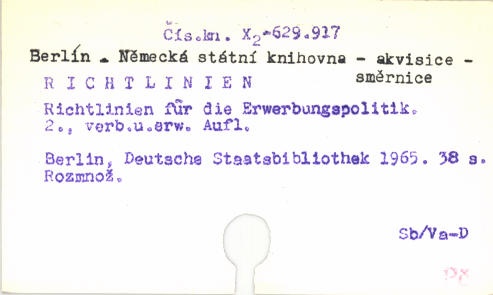 Čís.kn. X2-629.917
Berlín - Německá státní knihovna - akvisice -
směrnice
RICHTLINIEN
Richtlinien für die Erwerbungspolitik.
2., verb.u.erw. Aufl.
Berlin, Deutsche Staatsbibliothek 1965. 38 s.
Rozmnož.
Sb/Va-D